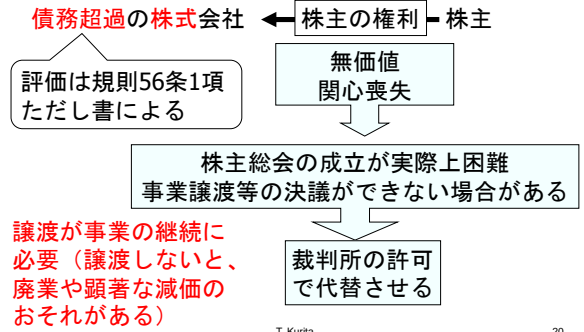 債務超過の株式会社
株主の権利
株主
評価は規則56条1項
ただし書による
無価値
関心喪失
株主総会の成立が実際上困難
事業譲渡等の決議ができない場合がある
譲渡が事業の継続に
必要（譲渡しないと、
廃業や顕著な減価の
おそれがある）
裁判所の許可
で代替させる
T. Kurita
20